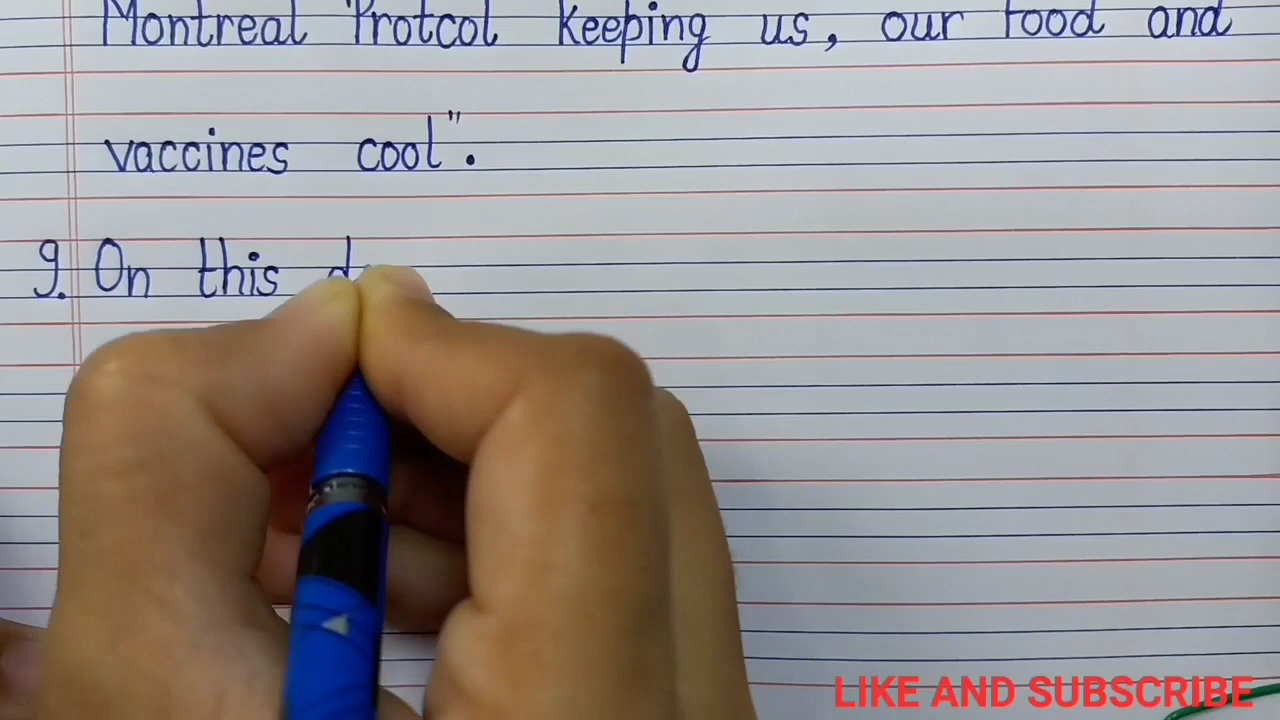 Montreal Protcol keeping us, our food and
vaccines cool".
9. On this
LIKE AND SUBSCRIBE